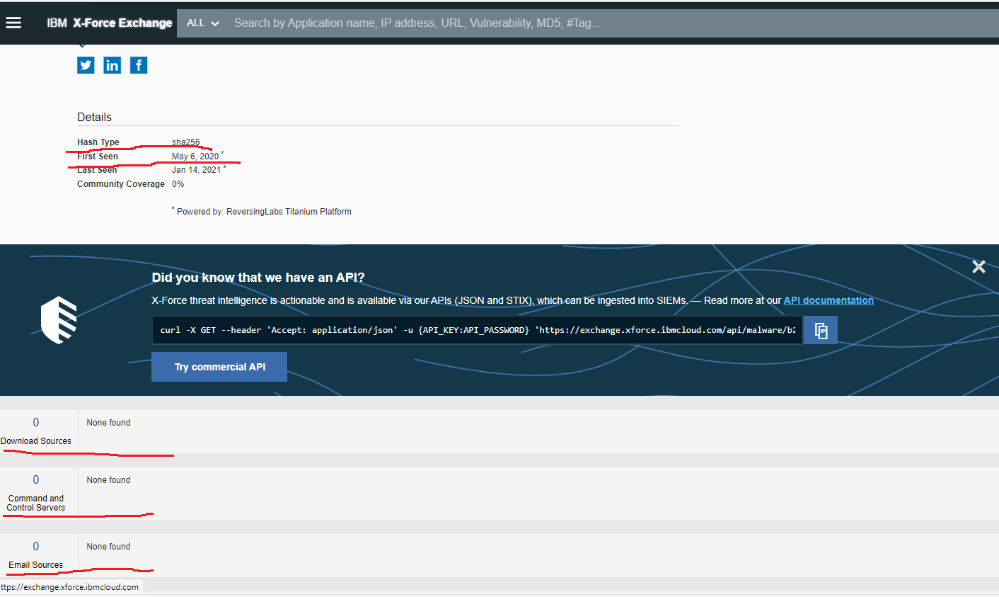 IBM X-Force Exchange ALL Search by Application name, IP address, URL, Vulnerability, MD5, #Tag...
Details
Hash Type sha256
First Seen May 6, 2020 *
Last Seen Jan 14, 2021 *
Community Coverage 0%
* Powered by: ReversingLabs Titanium Platform
Did you know that we have an API?
X-Force threat intelligence is actionable and is available via our APIs (JSON and STIX), which can be ingested into SIEMs. — Read more at our API documentation
curl -X GET --header 'Accept: application/json' -u {API_KEY:API_PASSWORD} 'https://exchange.xforce.ibmcloud.com/api/malware/b2
Try commercial API
0 None found
Download Sources
0 None found
Command and
Control Servers
0 None found
Email Sources
ttps://exchange.xforce.ibmcloud.com